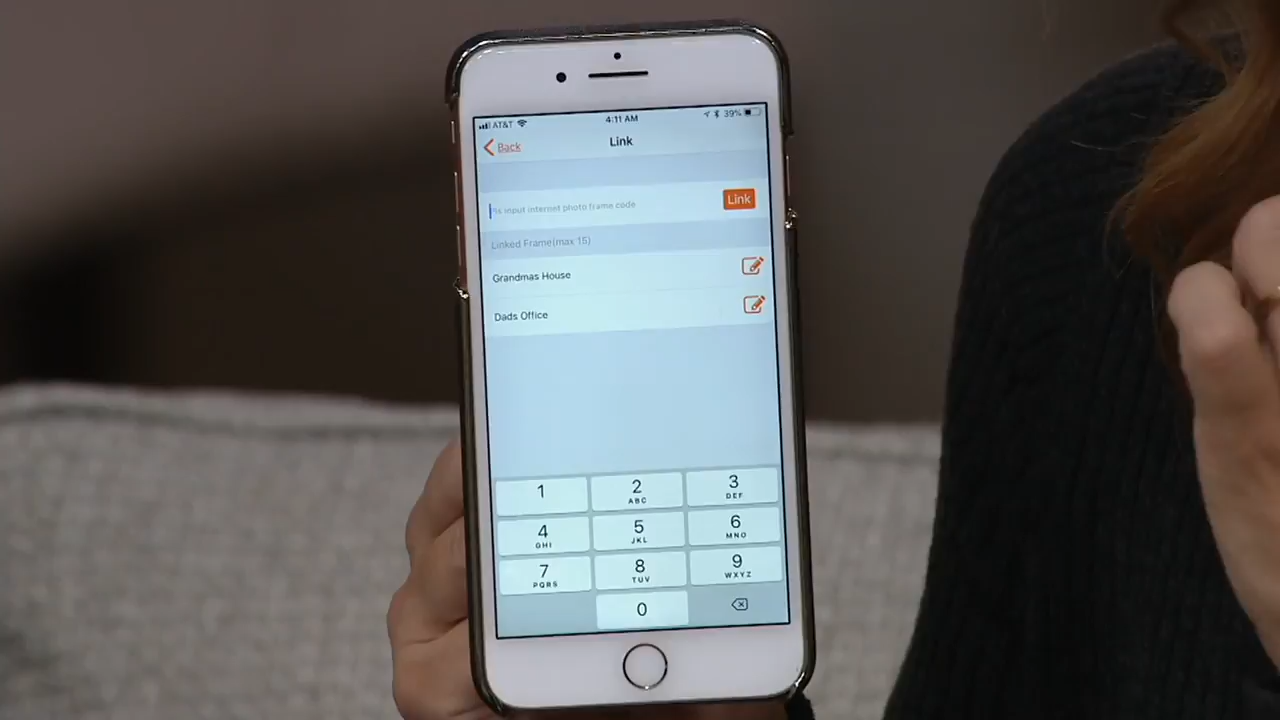 AT&T
4:11 AM
39%
Back
Link
input internet photo frame code
Link
Linked Frame(max 15)
Grandmas House
Dads Office
1
2
ABC
3
DEF
4
GHI
5
JKL
6
MNO
7
PQRS
8
TUV
9
WXYZ
0